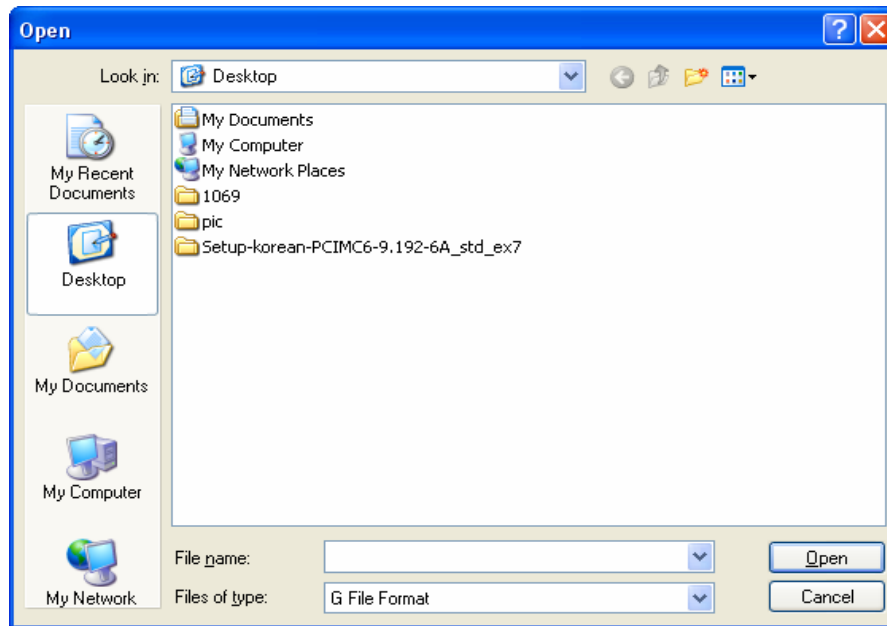 Open
Look in:
Desktop
My Recent
Documents
Desktop
My Documents
My Computer
My Network
My Documents
My Computer
My Network Places
1069
pic
Setup-korean-PCIMC6-9.192-6A_std_ex7
File name:
Open
Files of type:
G File Format
Cancel